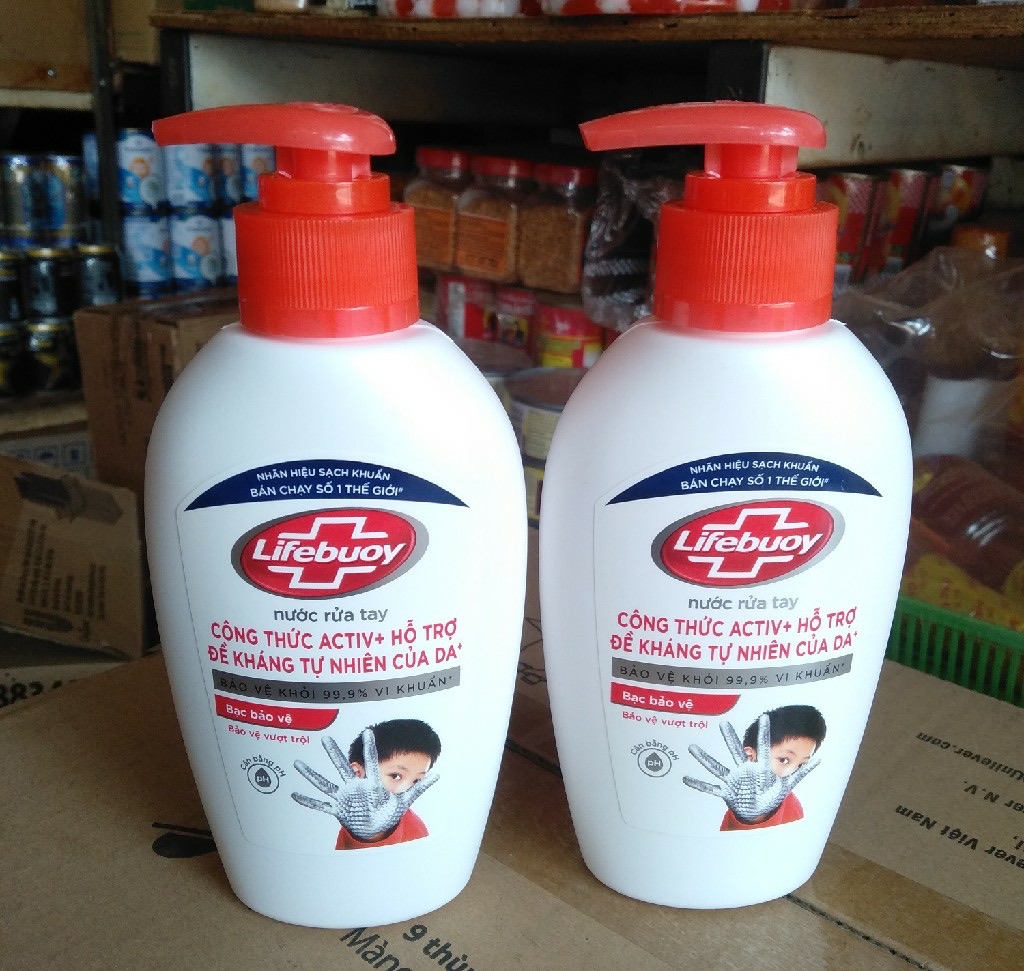 NHÃN HIỆU SẠCH KHUẨN
BÁN CHẠY SỐ 1 THẾ GIỚI#
Lifebuoy
nước rửa tay
CÔNG THỨC ACTIV+ HỖ TRỢ
ĐỀ KHÁNG TỰ NHIÊN CỦA DA+
BẢO VỆ KHỎI 99,9% VI KHUẨN*
Bạc bảo vệ
Bảo vệ vượt trội
Cân bằng pH
pH
NHÃN HIỆU SẠCH KHUẨN
BÁN CHẠY SỐ 1 THẾ GIỚI#
Lifebuoy
nước rửa tay
CÔNG THỨC ACTIV+ HỖ TRỢ
ĐỀ KHÁNG TỰ NHIÊN CỦA DA+
BẢO VỆ KHỎI 99,9% VI KHUẨN*
Bạc bảo vệ
Bảo vệ vượt trội
Cân bằng pH
pH
Unilever.com
ver N.V.
ever Việt Nam
9 thù
Màng